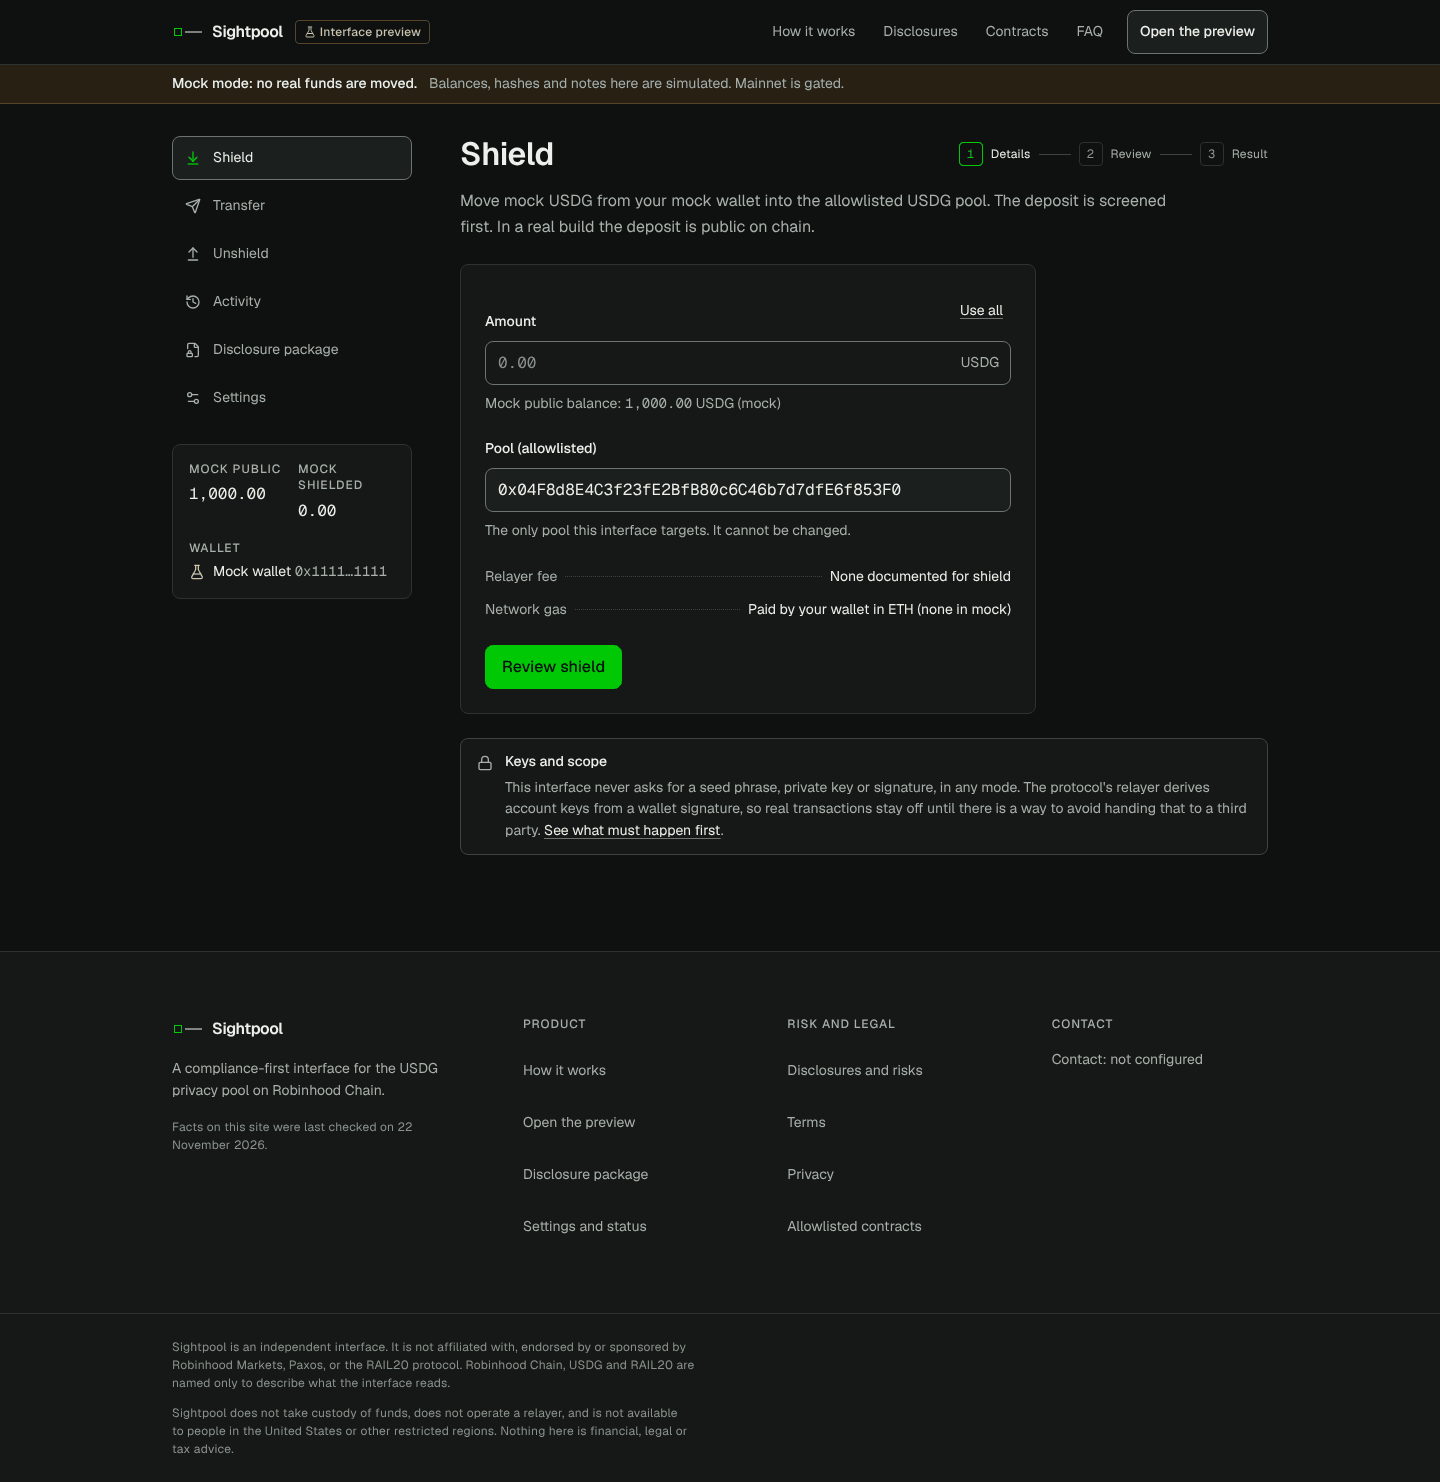 Sightpool
Interface preview
How it works
Disclosures
Contracts
FAQ
Open the preview
Mock mode: no real funds are moved. Balances, hashes and notes here are simulated. Mainnet is gated.
Shield
Transfer
Unshield
Activity
Disclosure package
Settings
MOCK PUBLIC
1,000.00
MOCK
SHIELDED
0.00
WALLET
Mock wallet 0x1111…1111
Shield
1 Details
2 Review
3 Result
Move mock USDG from your mock wallet into the allowlisted USDG pool. The deposit is screened
first. In a real build the deposit is public on chain.
Amount
Use all
0.00
USDG
Mock public balance: 1,000.00 USDG (mock)
Pool (allowlisted)
0x04F8d8E4C3f23fE2BfB80c6C46b7d7dfE6f853F0
The only pool this interface targets. It cannot be changed.
Relayer fee
None documented for shield
Network gas
Paid by your wallet in ETH (none in mock)
Review shield
Keys and scope
This interface never asks for a seed phrase, private key or signature, in any mode. The protocol's relayer derives
account keys from a wallet signature, so real transactions stay off until there is a way to avoid handing that to a third
party. See what must happen first.
Sightpool
A compliance-first interface for the USDG
privacy pool on Robinhood Chain.
Facts on this site were last checked on 22
November 2026.
PRODUCT
How it works
Open the preview
Disclosure package
Settings and status
RISK AND LEGAL
Disclosures and risks
Terms
Privacy
Allowlisted contracts
CONTACT
Contact: not configured
Sightpool is an independent interface. It is not affiliated with, endorsed by or sponsored by
Robinhood Markets, Paxos, or the RAIL20 protocol. Robinhood Chain, USDG and RAIL20 are
named only to describe what the interface reads.
Sightpool does not take custody of funds, does not operate a relayer, and is not available
to people in the United States or other restricted regions. Nothing here is financial, legal or
tax advice.